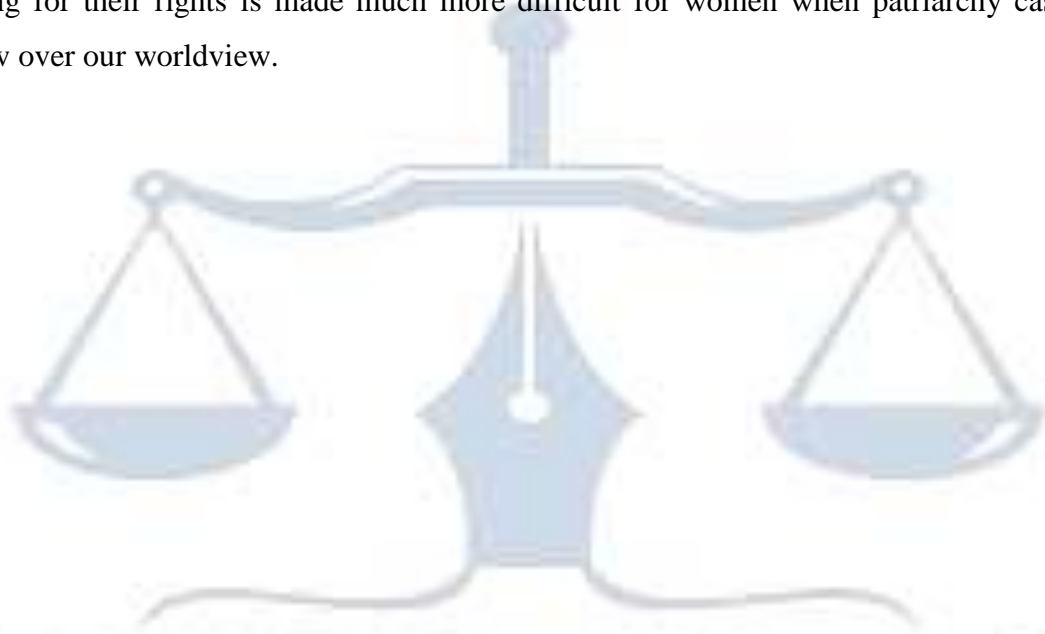 for their rights is made much more difficult for women when patriarchy
over our worldview.